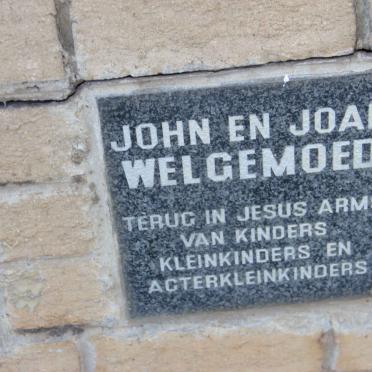 JOHN EN JOA
WELGEMOED
TERUG IN JESUS ARMS
VAN KINDERS
KLEINKINDERS EN
ACTERKLEINKINDERS